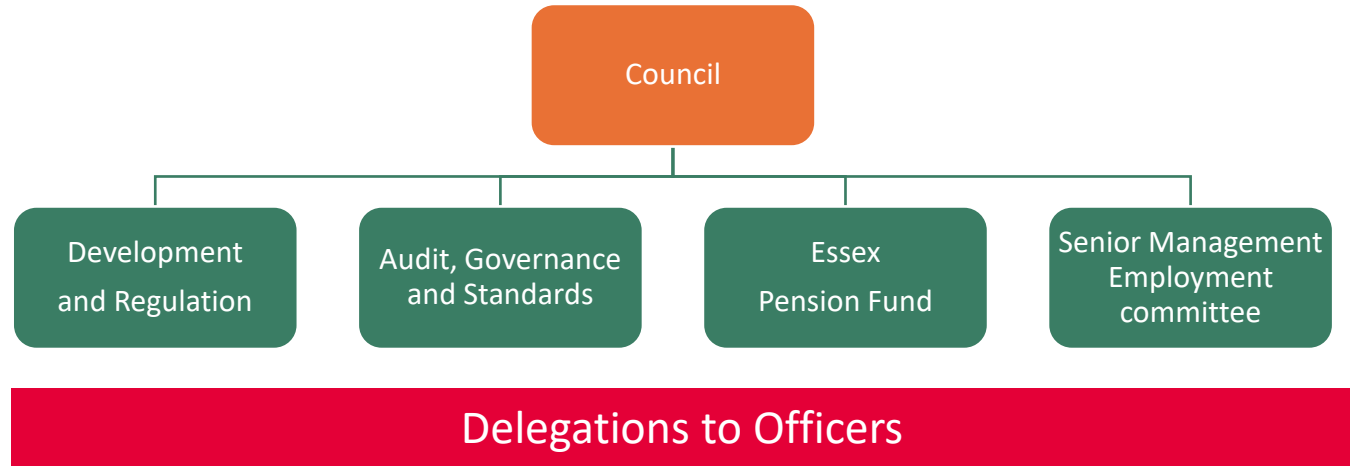 Council
Development
and Regulation
Audit, Governance
and Standards
Essex
Pension Fund
Senior Management
Employment
committee
Delegations to Officers